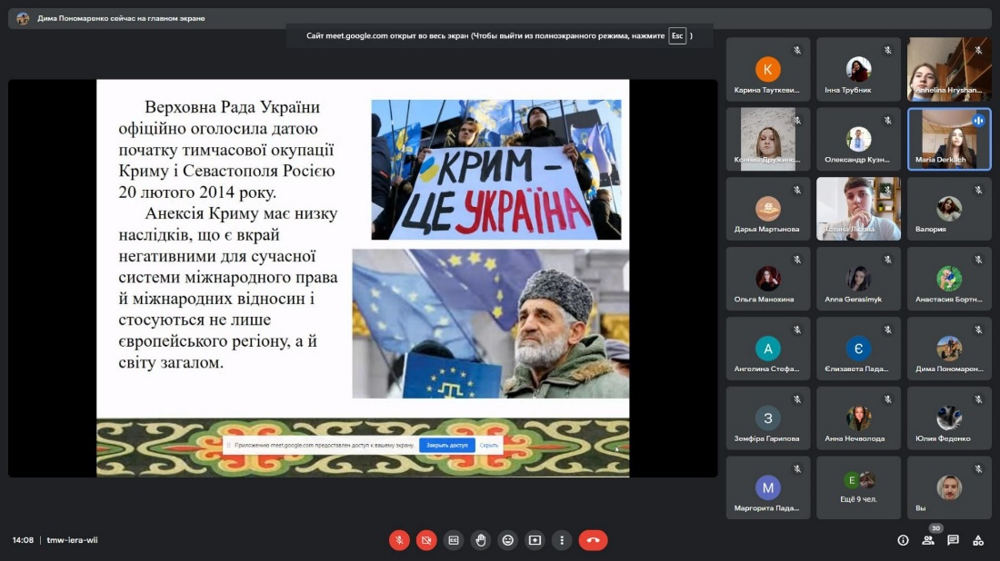 Дима Пономаренко сейчас на главном экране
Сайт meet.google.com открыт во весь экран (Чтобы выйти из полноэкранного режима, нажмите Esc )
Верховна Рада України
офіційно оголосила датою
початку тимчасової окупації
Криму і Севастополя Росією
20 лютого 2014 року.
Анексія Криму має низку
наслідків, що є вкрай
негативними для сучасної
системи міжнародного права
й міжнародних відносин і
стосуються не лише
європейського регіону, а й
світу загалом.
КРИМ –
ЦЕ УКРАЇНА
Приложению meet.google.com предоставлен доступ к вашему экрану.
Закрыть доступ
Скрыть
К
Карина Тауткеви...
Інна Трубник
Anhelina Hryshan...
Ксения Дружинс...
Олександр Кузн...
Maria Derkach
Дарья Мартынова
Валерия
Ольга Манохина
Anna Gerasimyk
Анастасия Бортн...
А
Ангелина Стефа...
Є
Єлизавета Пада...
Дима Пономарен...
З
Земфіра Гарипова
Анна Нечволода
Юлия Феденко
М
Маргорита Пада...
Е
Ещё 9 чел.
Вы
14:08 | tmw-iera-wii
30